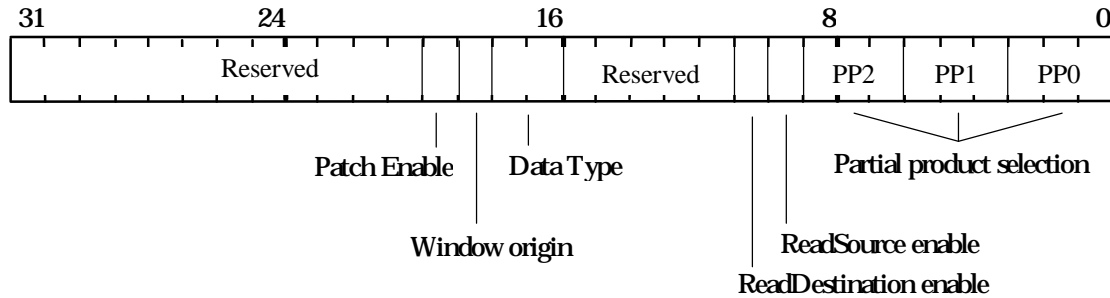 31 24 16 8 0
Reserved Reserved PP2 PP1 PP0
Patch Enable Data Type Partial product selection
Window origin ReadSource enable
ReadDestination enable